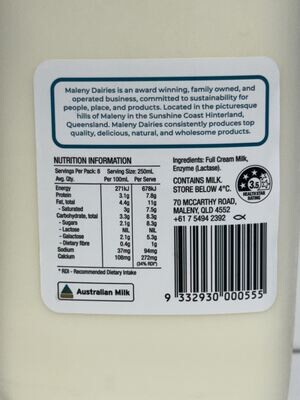 Maleny Dairies is an award winning, family owned, and
operated business, committed to sustainability for
people, place, and products. Located in the picturesque
hills of Maleny in the Sunshine Coast Hinterland,
Queensland. Maleny Dairies consistently produces top
quality, delicious, natural, and wholesome products.
NUTRITION INFORMATION
Servings Per Pack: 8 Serving Size: 250mL
Avg. Qty. Per 100mL Per Serve
Energy 271kJ 678kJ
Protein 3.1g 7.8g
Fat, total 4.4g 11g
- Saturated 3g 7.5g
Carbohydrate, total 3.3g 8.3g
- Sugars 2.1g 8.3g
- Lactose NIL NIL
- Galactose 2.1g 5.3g
- Dietary fibre 0.4g 1g
Sodium 37mg 94mg
Calcium 108mg 272mg
(34% RDI*)
* RDI - Recommended Dietary Intake
Australian Milk
Ingredients: Full Cream Milk,
Enzyme (Lactase).
CONTAINS MILK.
STORE BELOW 4°C.
3.5
HEALTH STAR
RATING
70 MCCARTHY ROAD,
MALENY, QLD 4552
+61 7 5494 2392
9 332930 000555